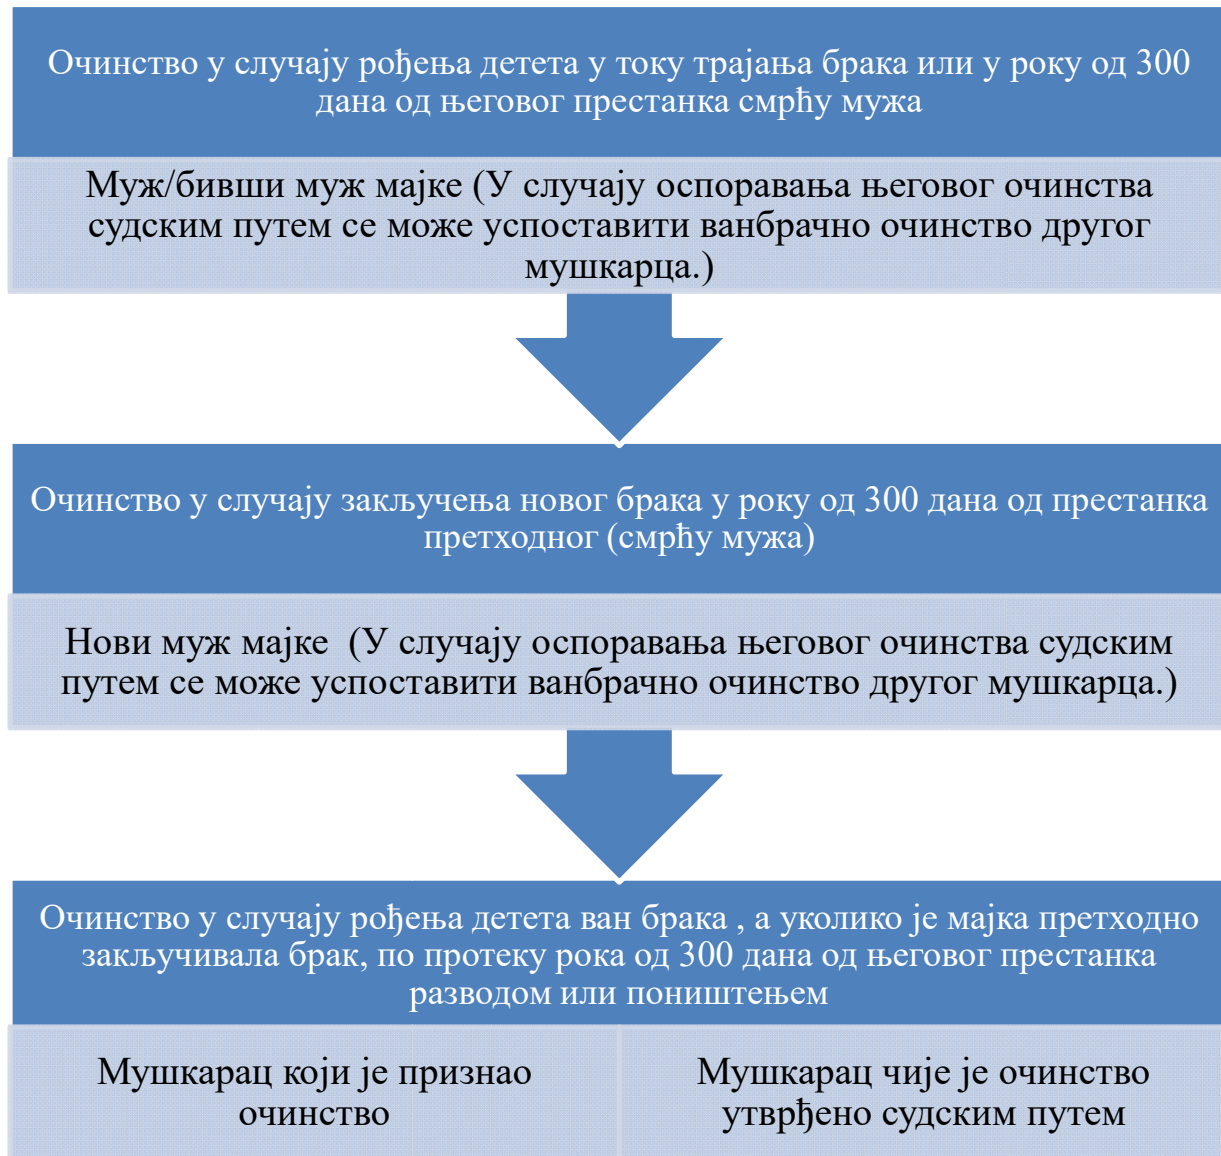 Очинство у случају рођења детета у току трајања брака или у року од 300
дана од његовог престанка смрћу мужа
Муж/бивши муж мајке (У случају оспоравања његовог очинства
судским путем се може успоставити ванбрачно очинство другог
мушкарца.)
Очинство у случају закључења новог брака у року од 300 дана од престанка
претходног (смрћу мужа)
Нови муж мајке  (У случају оспоравања његовог очинства судским
путем се може успоставити ванбрачно очинство другог мушкарца.)
Очинство у случају рођења детета ван брака , а уколико је мајка претходно
закључивала брак, по протеку рока од 300 дана од његовог престанка
разводом или поништењем
Мушкарац који је признао
очинство
Мушкарац чије је очинство
утврђено судским путем